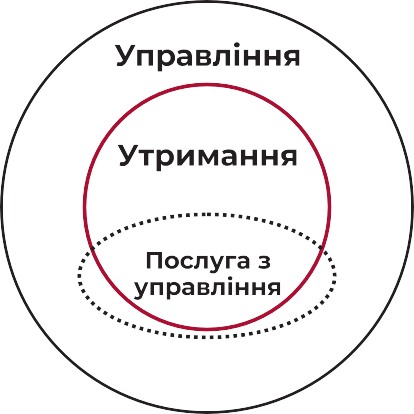 Управління
Утримання
Послуга з
управління